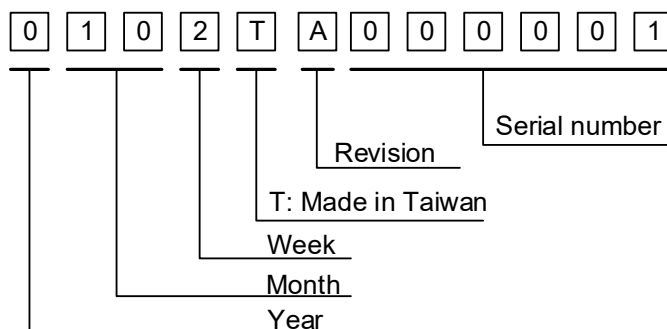 0 1 0 2 T A 0 0 0 0 0 1
Serial number
Revision
T: Made in Taiwan
Week
Month
Year